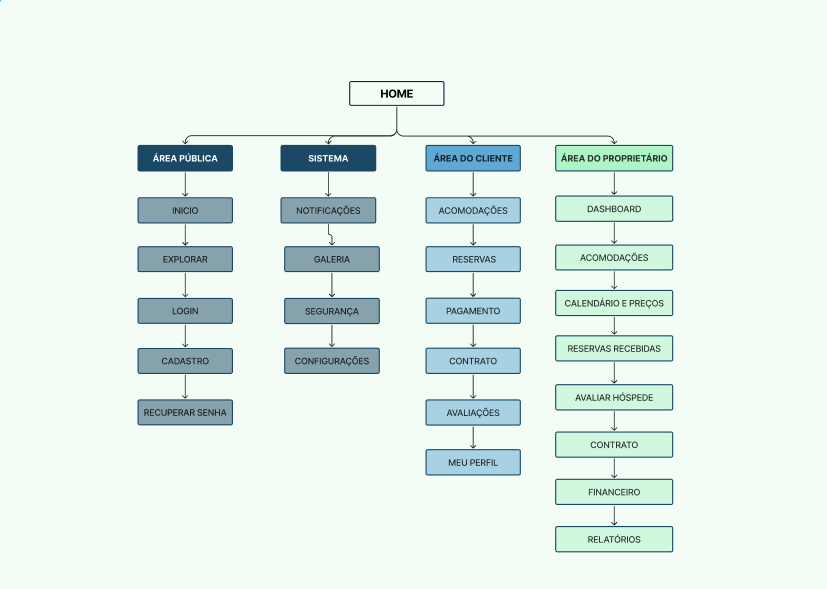 HOME
ÁREA PÚBLICA
INICIO
EXPLORAR
LOGIN
CADASTRO
RECUPERAR SENHA
SISTEMA
NOTIFICAÇÕES
GALERIA
SEGURANÇA
CONFIGURAÇÕES
ÁREA DO CLIENTE
ACOMODAÇÕES
RESERVAS
PAGAMENTO
CONTRATO
AVALIAÇÕES
MEU PERFIL
ÁREA DO PROPRIETÁRIO
DASHBOARD
ACOMODAÇÕES
CALENDÁRIO E PREÇOS
RESERVAS RECEBIDAS
AVALIAR HÓSPEDE
CONTRATO
FINANCEIRO
RELATÓRIOS